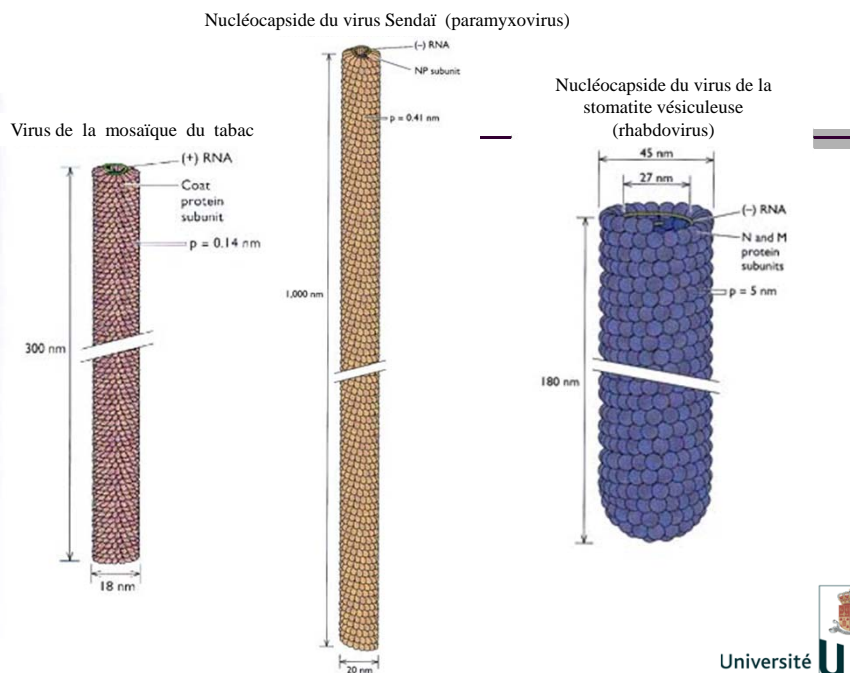 Nucléocapside du virus Sendaï (paramyxovirus)
(–) RNA
NP subunit
p = 0.41 nm
1,000 nm
20 nm
Virus de la mosaïque du tabac
(+) RNA
Coat
protein
subunit
p = 0.14 nm
300 nm
18 nm
Nucléocapside du virus de la
stomatite vésiculeuse
(rhabdovirus)
45 nm
27 nm
(–) RNA
N and M
protein
subunits
p = 5 nm
180 nm
Université U